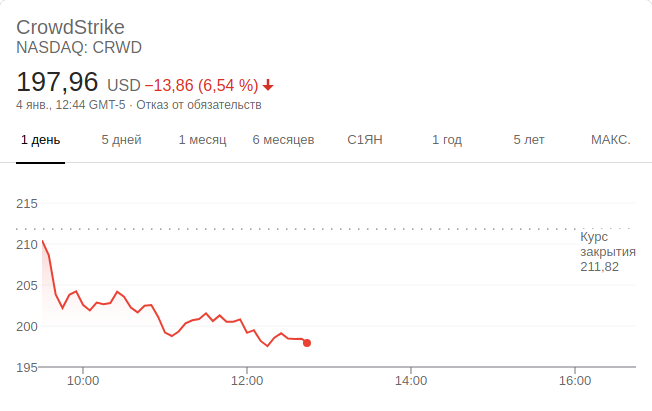 CrowdStrike
NASDAQ: CRWD
197,96 USD −13,86 (6,54 %)
4 янв., 12:44 GMT-5 · Отказ от обязательств
1 день 5 дней 1 месяц 6 месяцев С1ЯН 1 год 5 лет МАКС.
215
Курс
210
закрытия
211,82
205
200
195
10:00 12:00 14:00 16:00